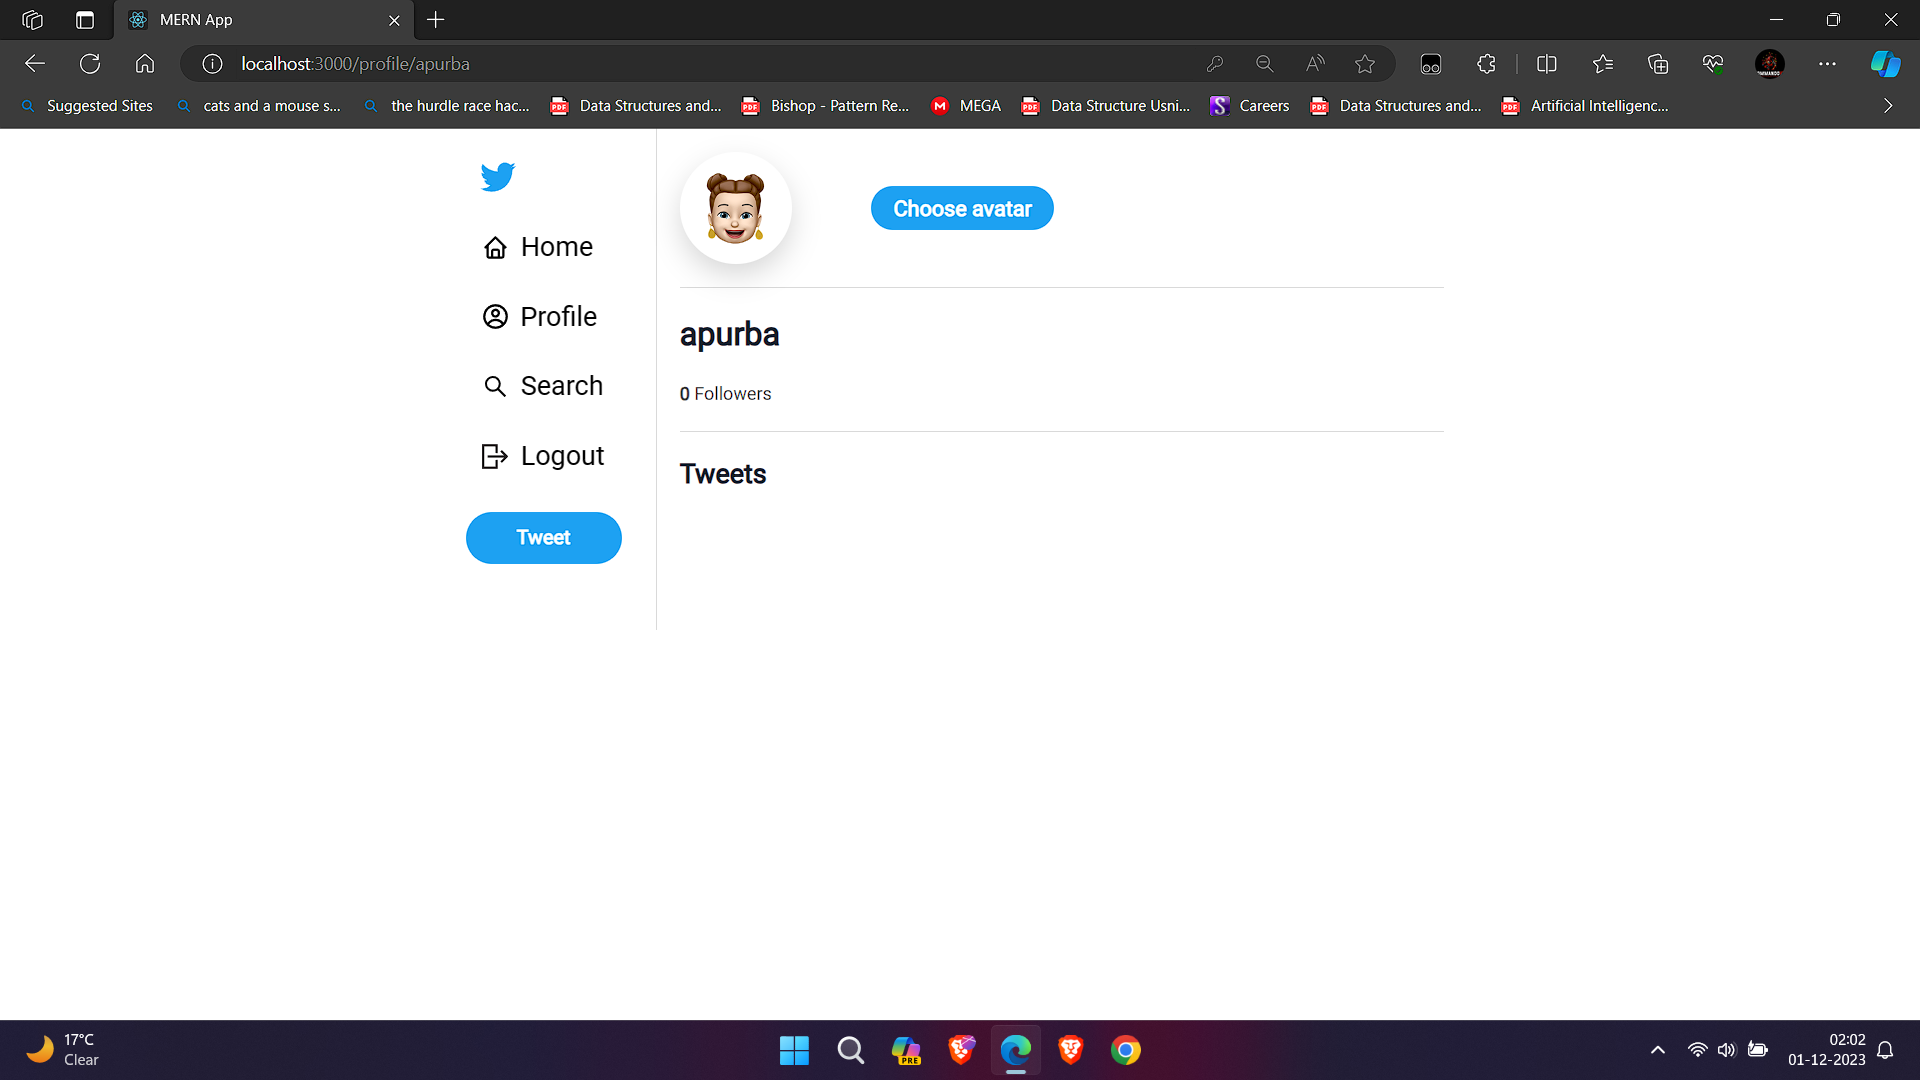 MERN App
localhost:3000/profile/apurba
Suggested Sites
cats and a mouse s...
the hurdle race hac...
Data Structures and...
Bishop - Pattern Re...
MEGA
Data Structure Usni...
Careers
Data Structures and...
Artificial Intelligenc...
Choose avatar
Home
Profile
Search
Logout
Tweet
apurba
0 Followers
Tweets
17°C
Clear
PRE
02:02
01-12-2023